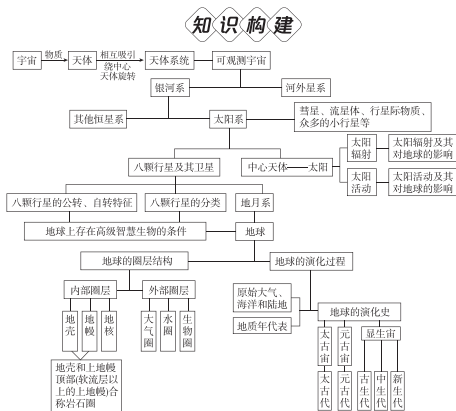 知识构建
宇宙 物质 天体 相互吸引 天体系统 可观测宇宙
绕中心
天体旋转
银河系 河外星系
其他恒星系 太阳系 彗星、流星体、行星际物质、
众多的小行星等
八颗行星及其卫星 中心天体 太阳 太阳
辐射 太阳辐射及其
对地球的影响
太阳
活动 太阳活动及其
对地球的影响
八颗行星的公转、自转特征 八颗行星的分类 地月系
地球上存在高级智慧生物的条件 地球
地球的圈层结构 地球的演化过程
内部圈层 外部圈层
地壳 地幔 地核 大气圈 水圈 生物圈
地壳和上地幔
顶部(软流层以
上的上地幔)合
称岩石圈
原始大气、
海洋和陆地
地质年代表
地球的演化史
太古宙 元古宙 显生宙
太古代 元古代 古生代 中生代 新生代